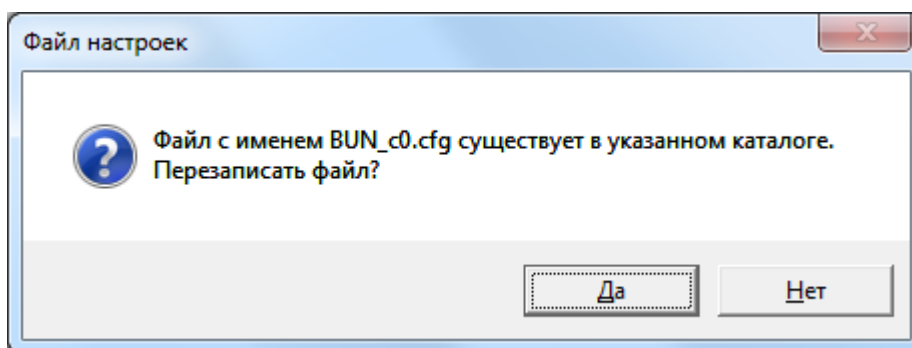 Файл настроек
Файл с именем BUN_c0.cfg существует в указанном каталоге.
Перезаписать файл?
Да
Нет